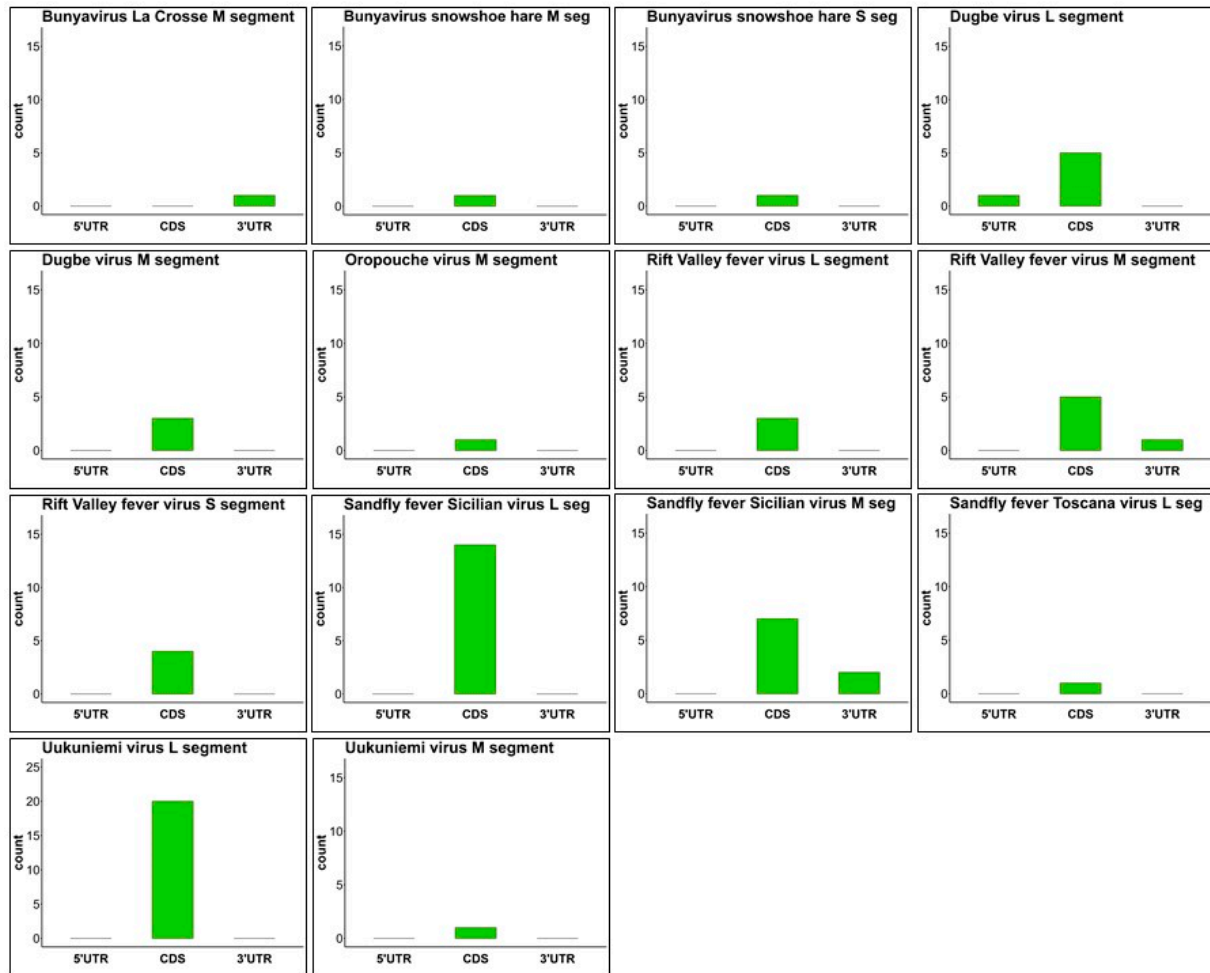 Bunyavirus La Crosse M segment
15
10
5
0
count
5'UTR CDS 3'UTR
Bunyavirus snowshoe hare M seg
15
10
5
0
count
5'UTR CDS 3'UTR
Bunyavirus snowshoe hare S seg
15
10
5
0
count
5'UTR CDS 3'UTR
Dugbe virus L segment
15
10
5
0
count
5'UTR CDS 3'UTR
Dugbe virus M segment
15
10
5
0
count
5'UTR CDS 3'UTR
Oropouche virus M segment
15
10
5
0
count
5'UTR CDS 3'UTR
Rift Valley fever virus L segment
15
10
5
0
count
5'UTR CDS 3'UTR
Rift Valley fever virus M segment
15
10
5
0
count
5'UTR CDS 3'UTR
Rift Valley fever virus S segment
15
10
5
0
count
5'UTR CDS 3'UTR
Sandfly fever Sicilian virus L seg
15
10
5
0
count
5'UTR CDS 3'UTR
Sandfly fever Sicilian virus M seg
15
10
5
0
count
5'UTR CDS 3'UTR
Sandfly fever Toscana virus L seg
15
10
5
0
count
5'UTR CDS 3'UTR
Uukuniemi virus L segment
25
20
15
10
5
0
count
5'UTR CDS 3'UTR
Uukuniemi virus M segment
15
10
5
0
count
5'UTR CDS 3'UTR